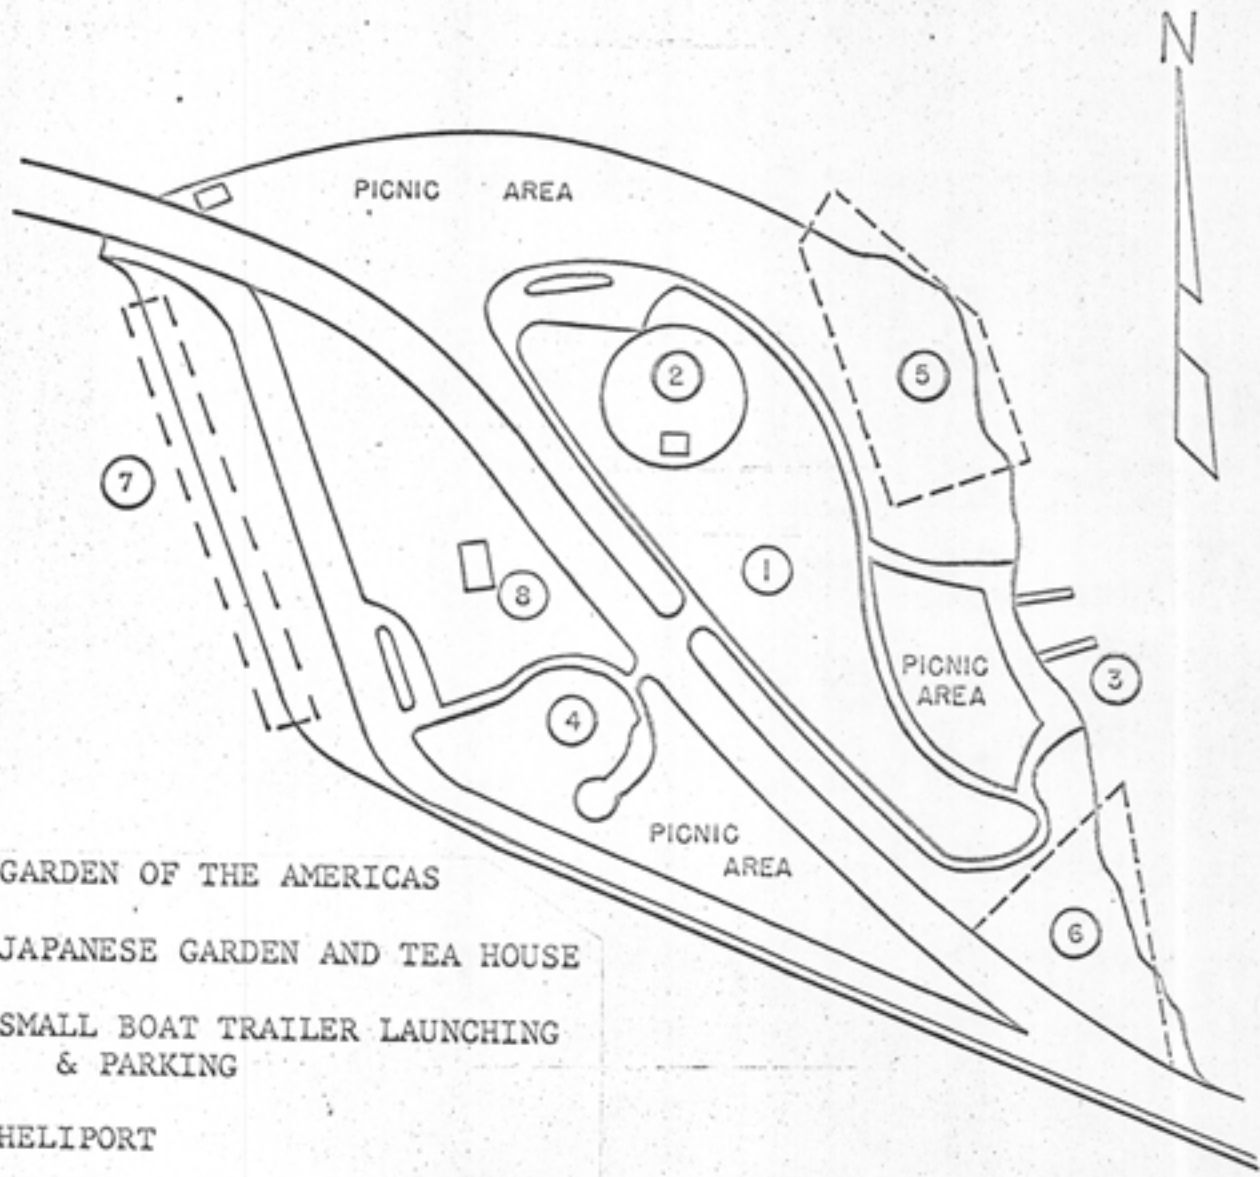 N
PICNIC AREA
2
5
7
1
8
PICNIC
AREA
3
4
PICNIC
AREA
6
GARDEN OF THE AMERICAS
JAPANESE GARDEN AND TEA HOUSE
SMALL BOAT TRAILER LAUNCHING
& PARKING
HELIPORT